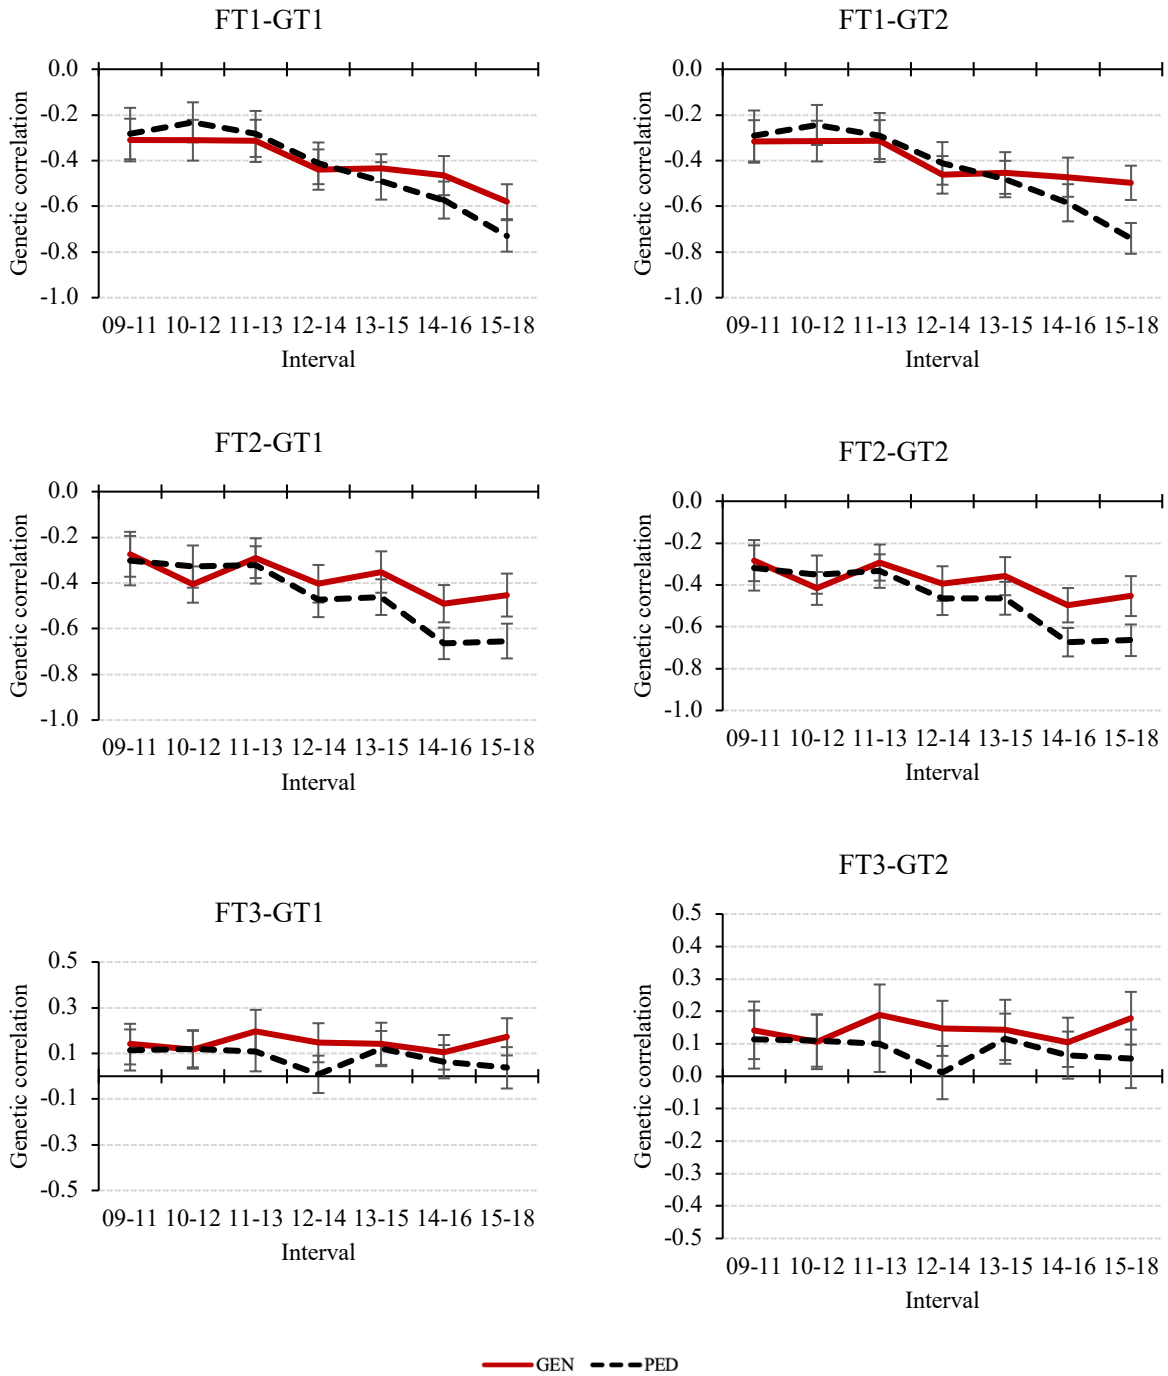 FT1-GT1
Genetic correlation
0.0
-0.2
-0.4
-0.6
-0.8
-1.0
09-11 10-12 11-13 12-14 13-15 14-16 15-18
Interval
FT1-GT2
Genetic correlation
0.0
-0.2
-0.4
-0.6
-0.8
-1.0
09-11 10-12 11-13 12-14 13-15 14-16 15-18
Interval
FT2-GT1
Genetic correlation
0.0
-0.2
-0.4
-0.6
-0.8
-1.0
09-11 10-12 11-13 12-14 13-15 14-16 15-18
Interval
FT2-GT2
Genetic correlation
0.0
-0.2
-0.4
-0.6
-0.8
-1.0
09-11 10-12 11-13 12-14 13-15 14-16 15-18
Interval
FT3-GT1
Genetic correlation
0.5
0.3
0.1
-0.1
-0.3
-0.5
09-11 10-12 11-13 12-14 13-15 14-16 15-18
Interval
FT3-GT2
Genetic correlation
0.5
0.4
0.3
0.2
0.1
0.0
-0.1
-0.2
-0.3
-0.4
-0.5
09-11 10-12 11-13 12-14 13-15 14-16 15-18
Interval
GEN PED